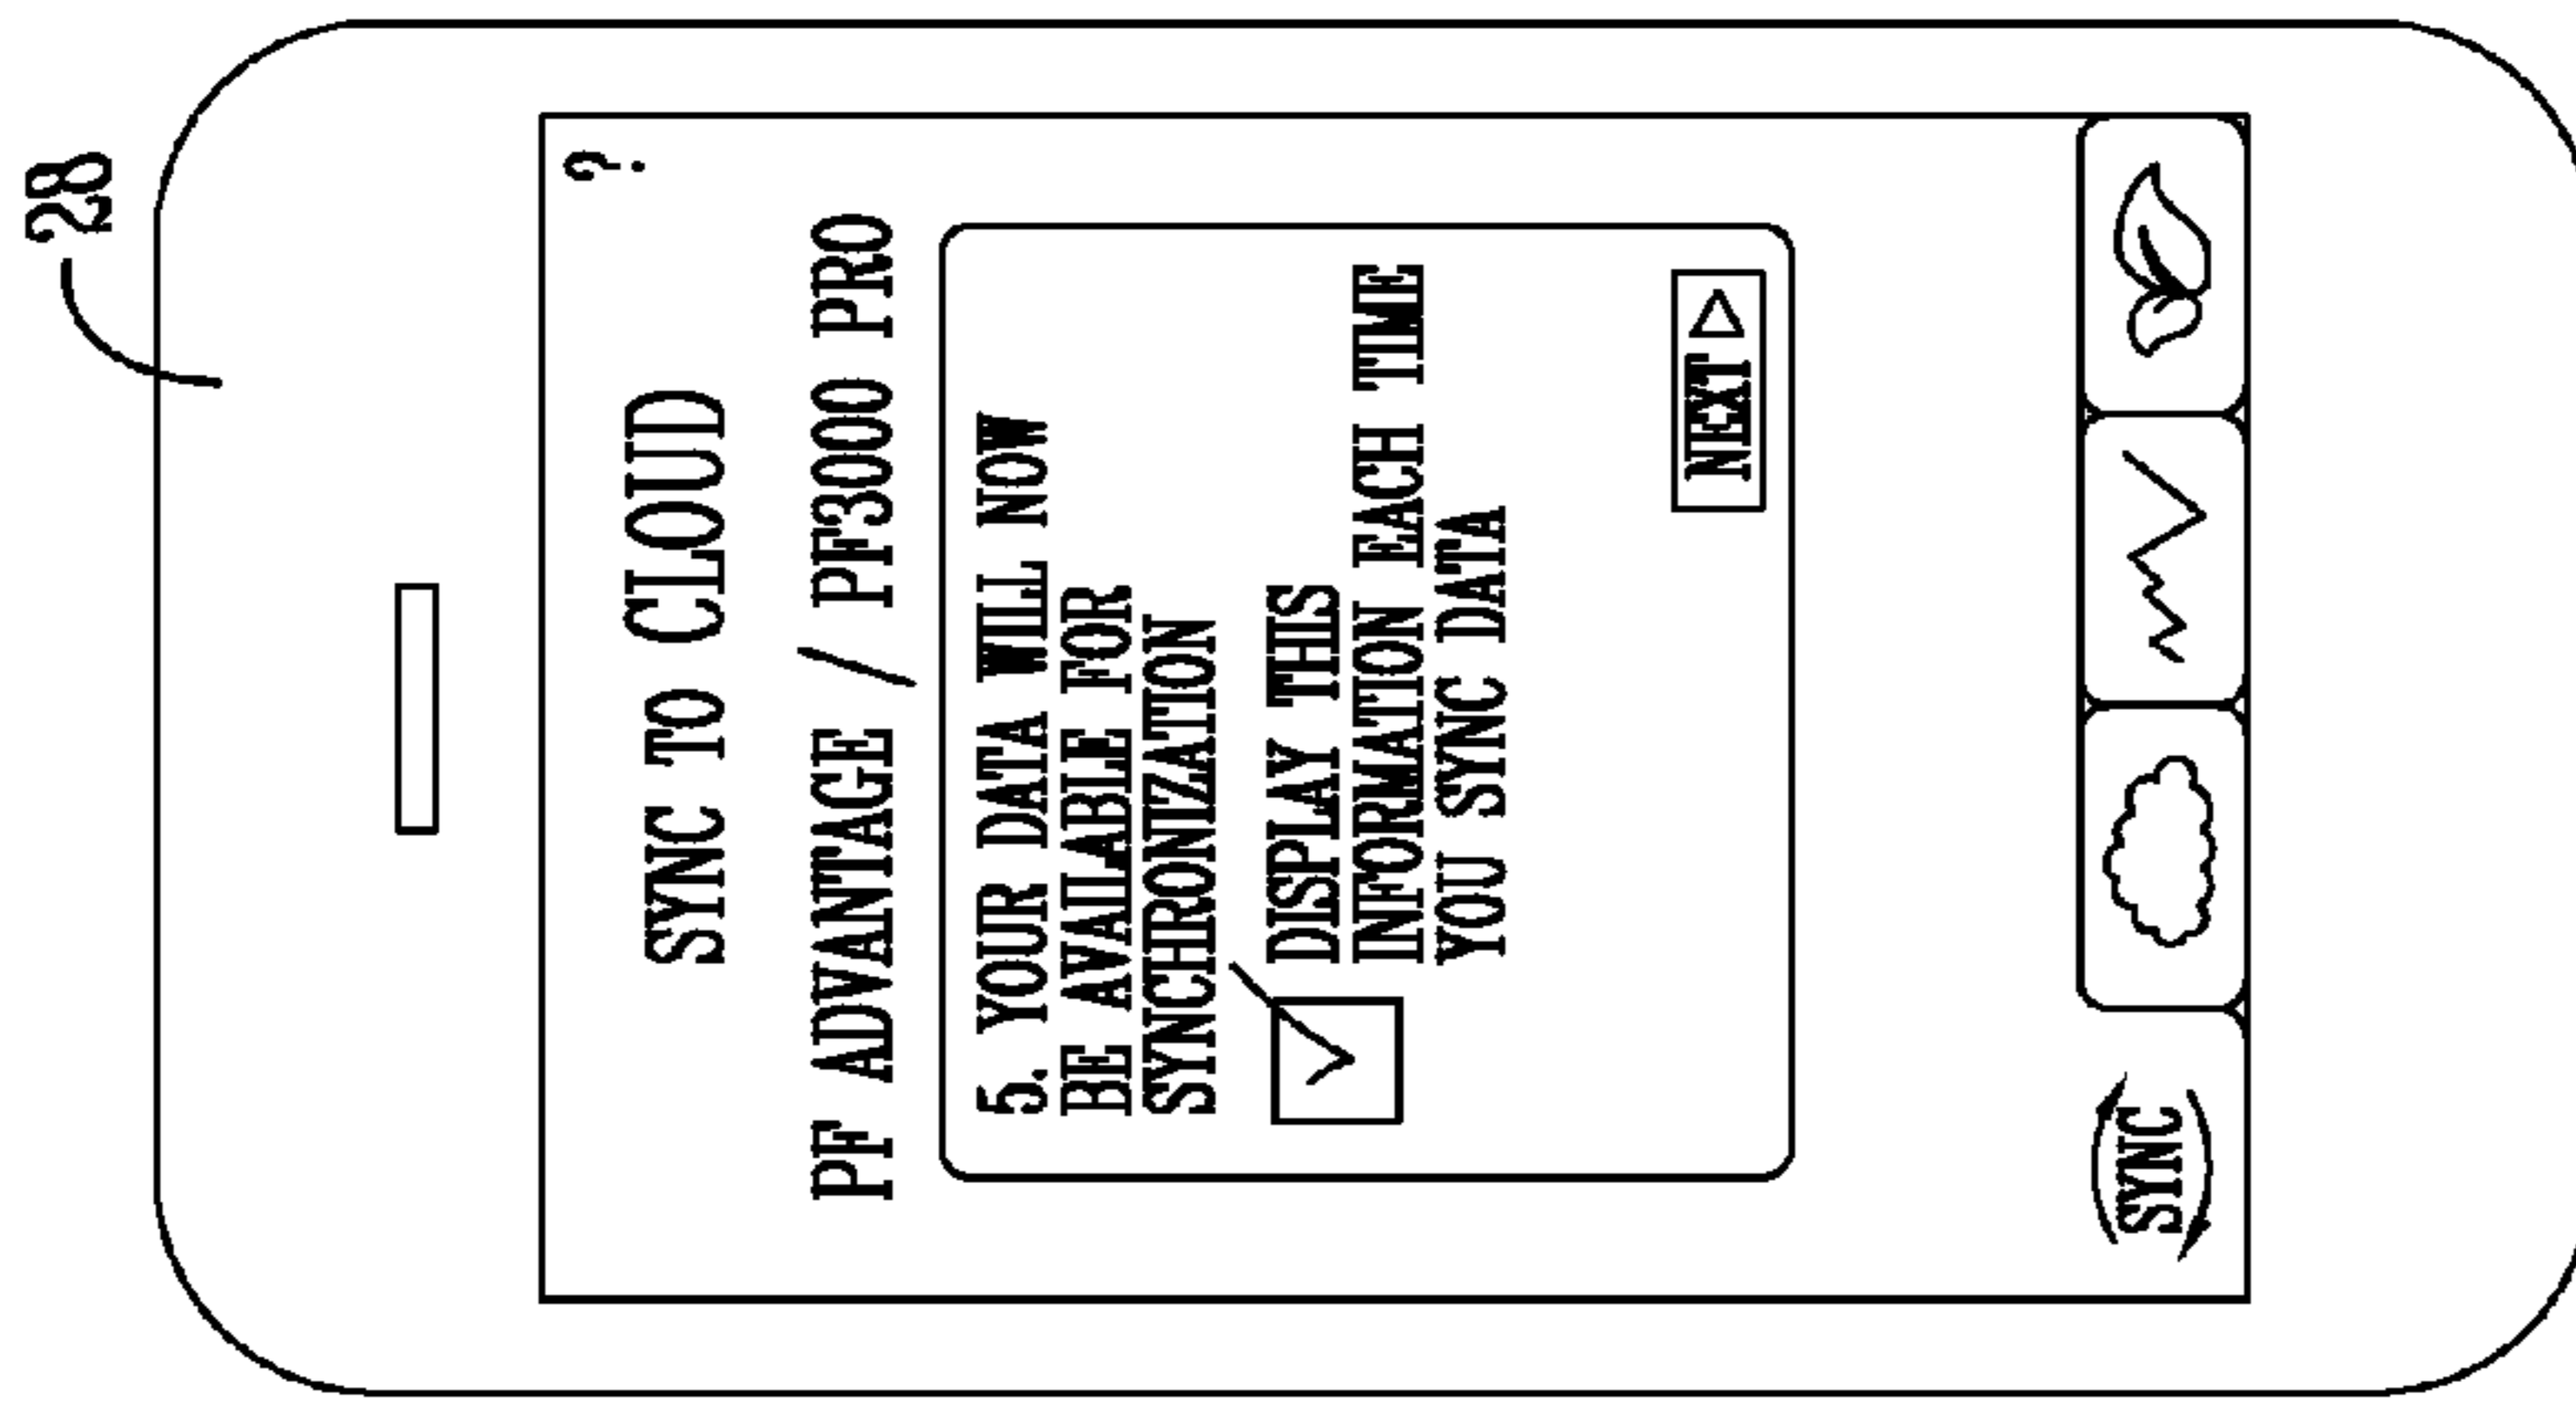 28
?
SYNC TO CLOUD
PF ADVANTAGE / PF3000 PRO
5. YOUR DATA WILL NOW
BE AVAILABLE FOR
SYNCHRONIZATION
DISPLAY THIS
INFORMATION EACH TIME
YOU SYNC DATA
NEXT
SYNC